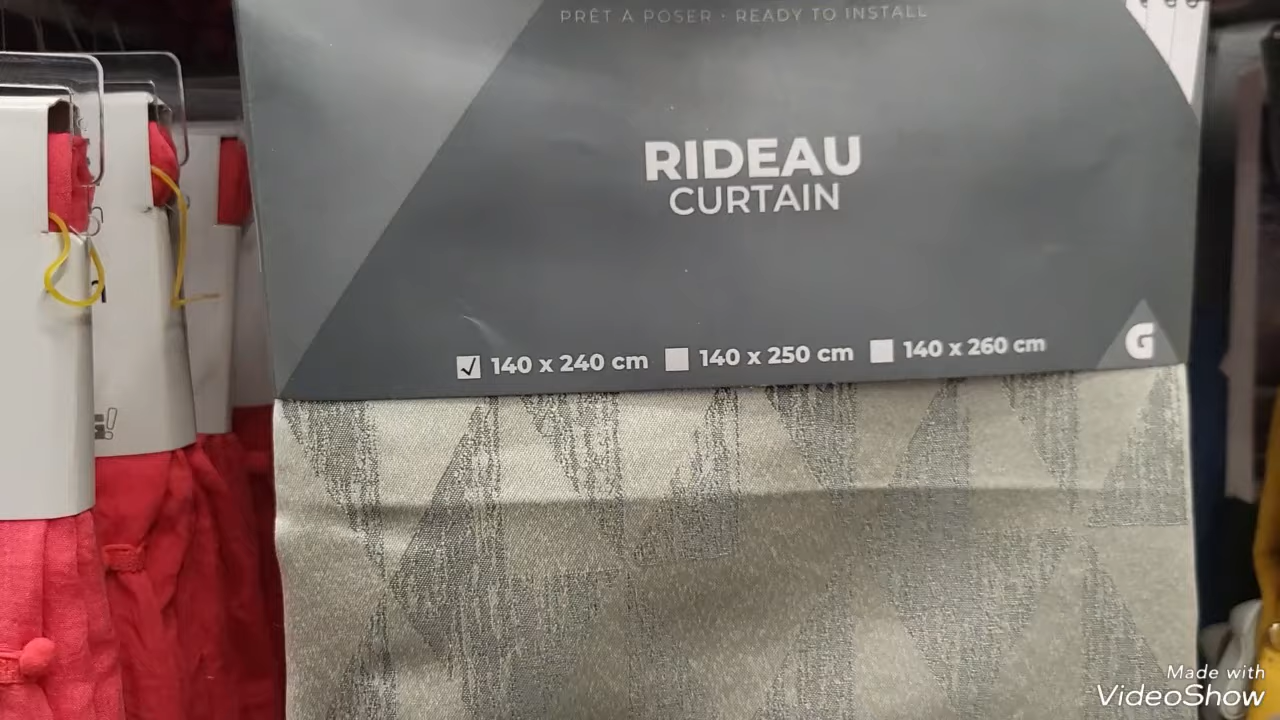 PRÊT À POSER · READY TO INSTALL
RIDEAU
CURTAIN
140 x 240 cm 140 x 250 cm 140 x 260 cm
G
Made with
VideoShow